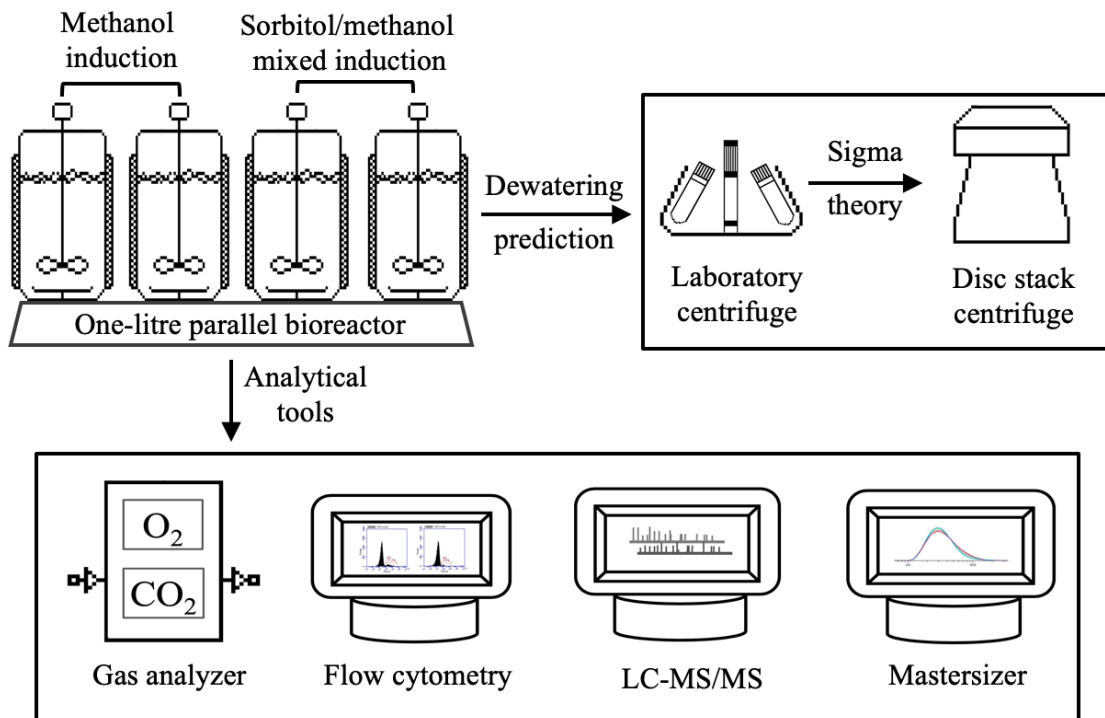 Methanol
induction
Sorbitol/methanol
mixed induction
One-litre parallel bioreactor
Dewatering
prediction
Laboratory
centrifuge
Sigma
theory
Disc stack
centrifuge
Analytical
tools
O₂
CO₂
Gas analyzer
Flow cytometry
LC-MS/MS
Mastersizer